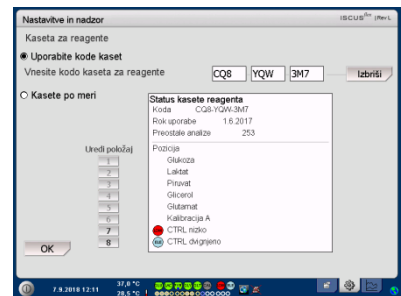 Nastavitve in nadzor
ISCUSflex |Rev L
Kaseta za reagente
Uporabite kode kaset
Vnesite kodo kaseta za reagente
CQ8 YQW 3M7 Izbriši
Kasete po meri
Status kasete reagenta
Koda CQ8-YQW-3M7
Rok uporabe 1.6.2017
Preostale analize 253
Uredi položaj
Pozicija
1 Glukoza
2 Laktat
3 Piruvat
4 Glicerol
5 Glutamat
6 Kalibracija A
7 CTRL nizko
8 CTRL dvignjeno
OK
7.9.2018 12:11
37,0 °C
28,5 °C